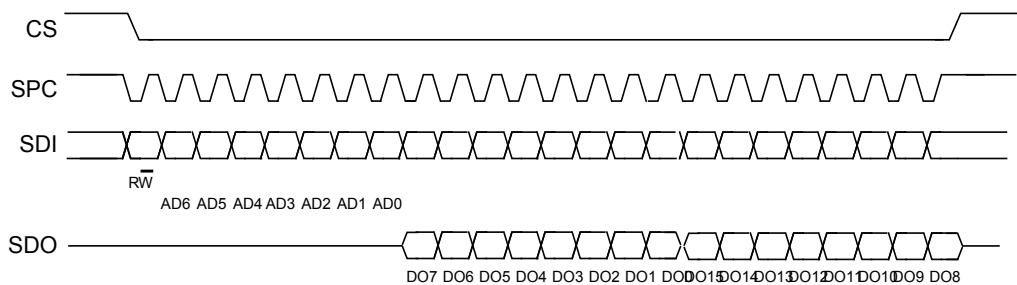 CS
SPC
SDI
RW
AD6 AD5 AD4 AD3 AD2 AD1 AD0
SDO
DO7 DO6 DO5 DO4 DO3 DO2 DO1 DO0 DO15 DO14 DO13 DO12 DO11 DO10 DO9 DO8